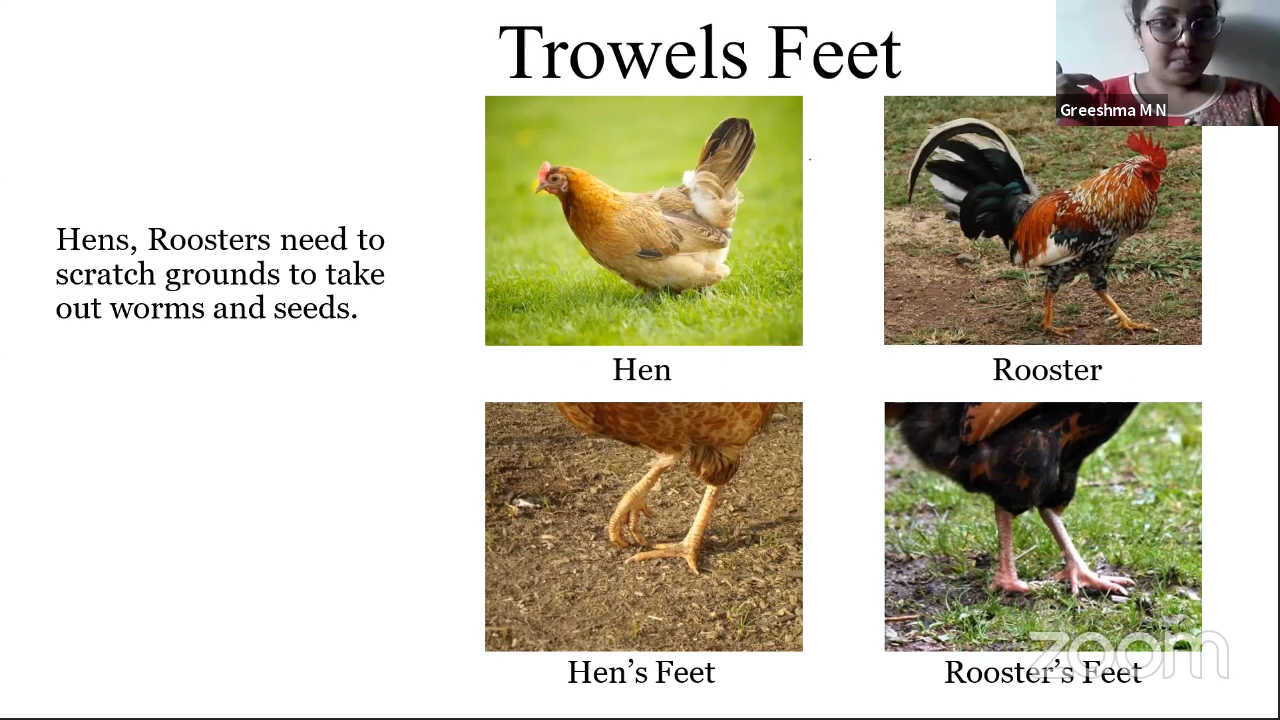 Trowels Feet
Greeshma M N
Hens, Roosters need to
scratch grounds to take
out worms and seeds.
Hen
Rooster
Hen’s Feet
Rooster’s Feet
zoom